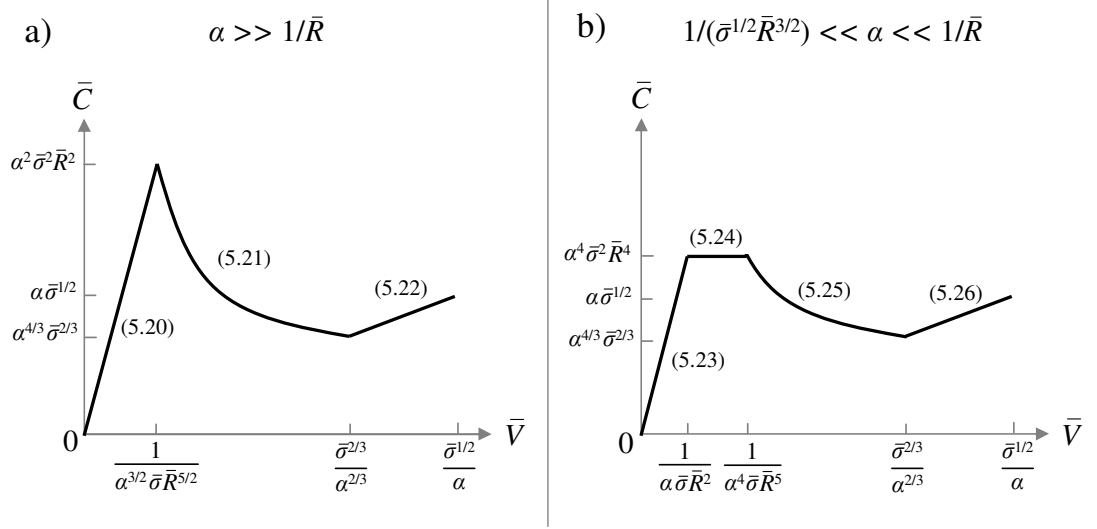 a) α >> 1/R̄
C̄
α²σ̄²R̄²
(5.21)
ασ̄^{1/2}
(5.22)
(5.20)
α^{4/3}σ̄^{2/3}
0
V̄
1/(α^{3/2}σ̄R̄^{5/2})
σ̄^{2/3}/α^{2/3}
σ̄^{1/2}/α
b) 1/(σ̄^{1/2}R̄^{3/2}) << α << 1/R̄
C̄
(5.24)
α⁴σ̄²R̄⁴
ασ̄^{1/2}
(5.25)
(5.26)
α^{4/3}σ̄^{2/3}
(5.23)
0
V̄
1/(ασ̄R̄²)
1/(α⁴σ̄R̄⁵)
σ̄^{2/3}/α^{2/3}
σ̄^{1/2}/α